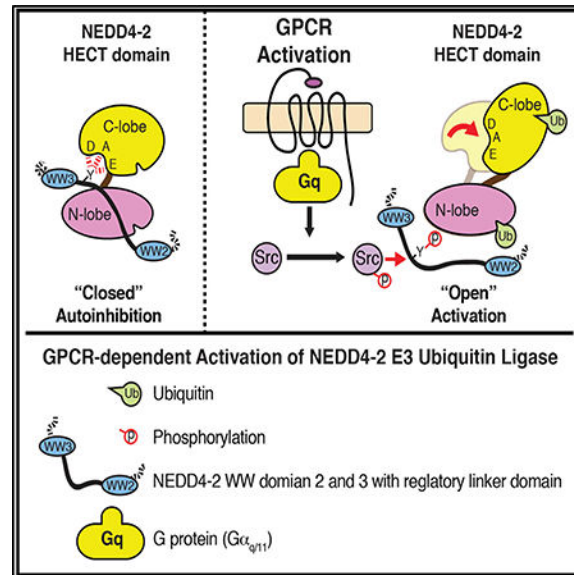 NEDD4-2
HECT domain
C-lobe
D A
E
Y
WW3
N-lobe
WW2
"Closed"
Autoinhibition
GPCR
Activation
Gq
Src
Src
p
NEDD4-2
HECT domain
C-lobe
Ub
D
A
E
N-lobe
Ub
WW3
Y
p
WW2
"Open"
Activation
GPCR-dependent Activation of NEDD4-2 E3 Ubiquitin Ligase
Ub Ubiquitin
p Phosphorylation
WW3
WW2 NEDD4-2 WW domian 2 and 3 with reglatory linker domain
Gq G protein (Gαq/11)